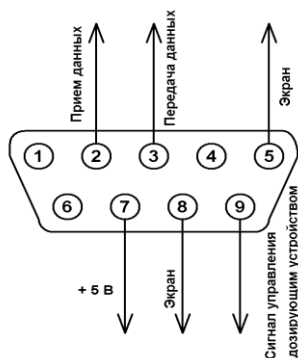 Прием данных
Передача данных
Экран
1 2 3 4 5
6 7 8 9
+ 5 В
Экран
Сигнал управления
дозирующим устройством